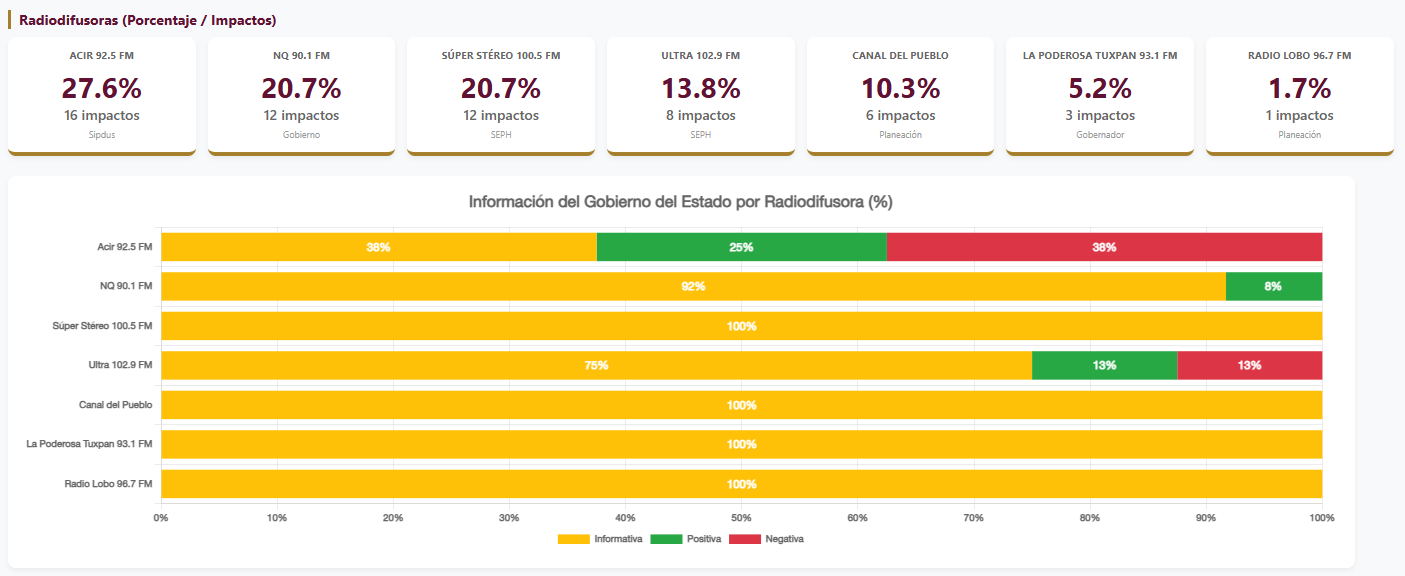 Radiodifusoras (Porcentaje / Impactos)
ACIR 92.5 FM
27.6%
16 impactos
Sipdus
NQ 90.1 FM
20.7%
12 impactos
Gobierno
SÚPER STÉREO 100.5 FM
20.7%
12 impactos
SEPH
ULTRA 102.9 FM
13.8%
8 impactos
SEPH
CANAL DEL PUEBLO
10.3%
6 impactos
Planeación
LA PODEROSA TUXPAN 93.1 FM
5.2%
3 impactos
Gobernador
RADIO LOBO 96.7 FM
1.7%
1 impactos
Planeación
Información del Gobierno del Estado por Radiodifusora (%)
Acir 92.5 FM 38% 25% 38%
NQ 90.1 FM 92% 8%
Súper Stéreo 100.5 FM 100%
Ultra 102.9 FM 75% 13% 13%
Canal del Pueblo 100%
La Poderosa Tuxpan 93.1 FM 100%
Radio Lobo 96.7 FM 100%
0% 10% 20% 30% 40% 50% 60% 70% 80% 90% 100%
Informativa Positiva Negativa